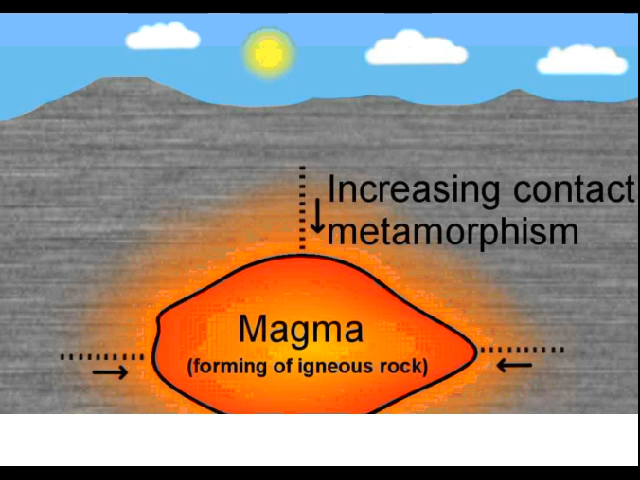 Increasing contact
metamorphism
Magma
(forming of igneous rock)